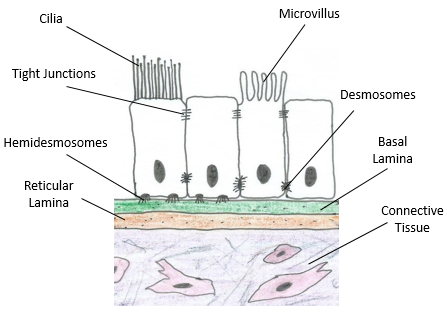 Cilia
Microvillus
Tight Junctions
Desmosomes
Hemidesmosomes
Basal
Lamina
Reticular
Lamina
Connective
Tissue